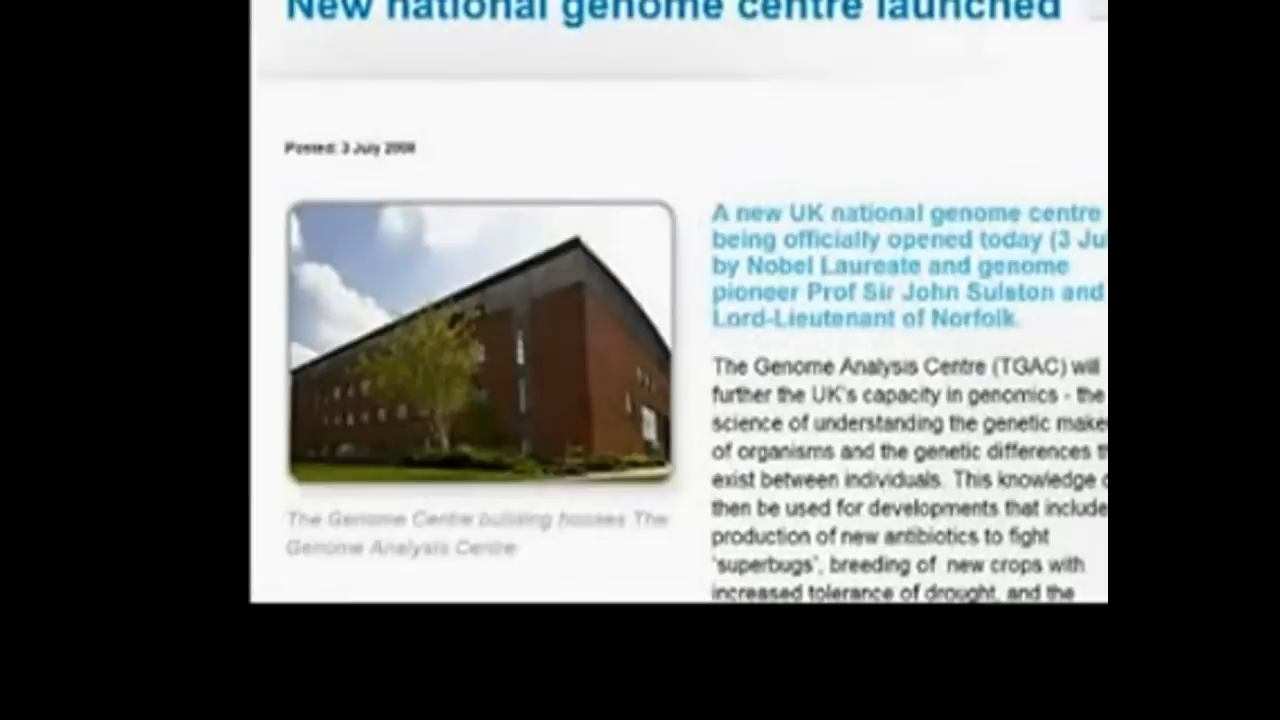 New national genome centre launched
Posted: 3 July 2009
A new UK national genome centre
being officially opened today (3 Jul
by Nobel Laureate and genome
pioneer Prof Sir John Sulston and
Lord-Lieutenant of Norfolk.
The Genome Analysis Centre (TGAC) will
further the UK's capacity in genomics - the
science of understanding the genetic make
of organisms and the genetic differences th
exist between individuals. This knowledge c
then be used for developments that include
production of new antibiotics to fight
'superbugs', breeding of new crops with
increased tolerance of drought, and the
The Genome Centre building houses The
Genome Analysis Centre